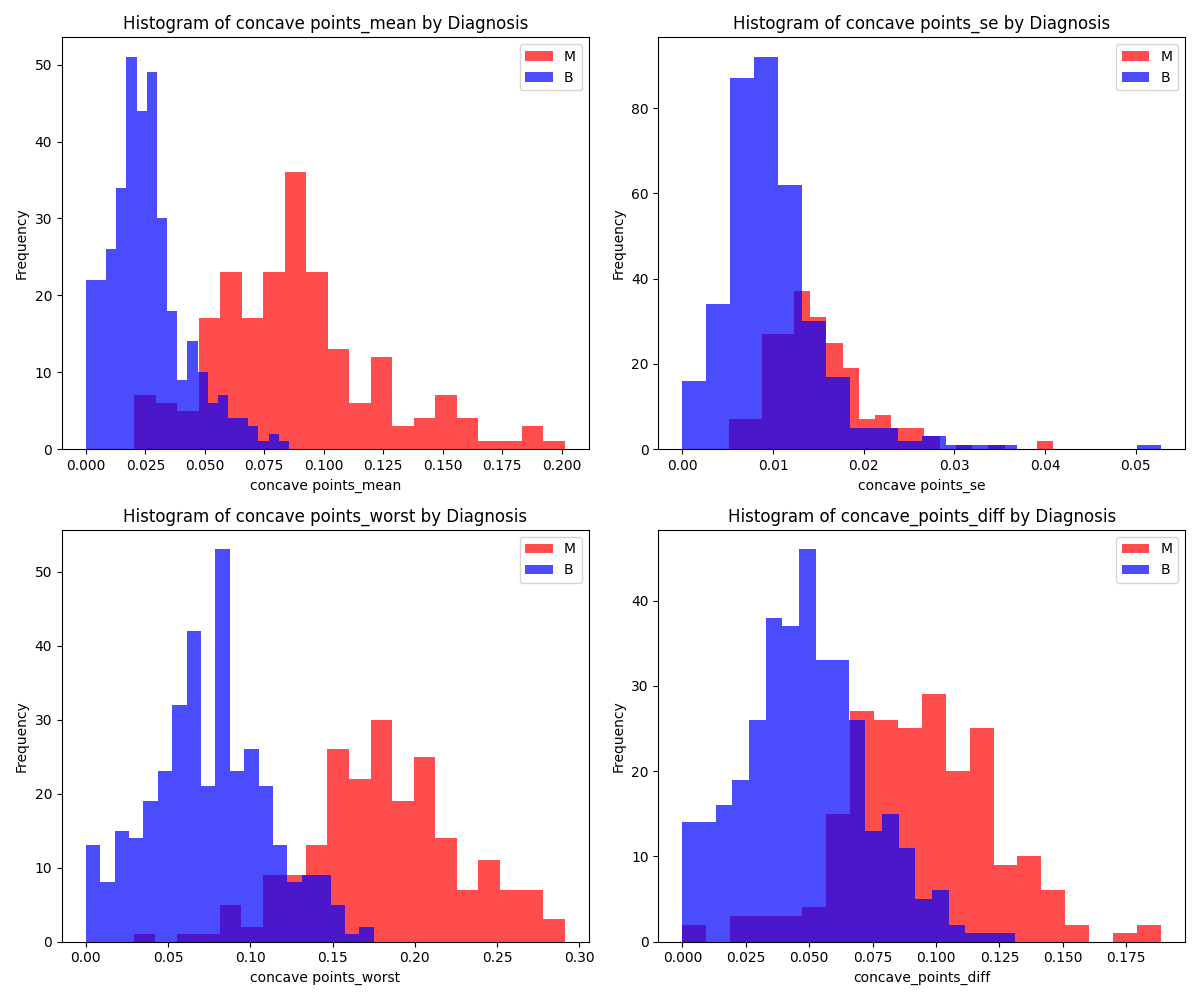 Histogram of concave points_mean by Diagnosis
M
B
50
40
30
20
10
0
Frequency
0.000 0.025 0.050 0.075 0.100 0.125 0.150 0.175 0.200
concave points_mean
Histogram of concave points_se by Diagnosis
M
B
80
60
40
20
0
Frequency
0.00 0.01 0.02 0.03 0.04 0.05
concave points_se
Histogram of concave points_worst by Diagnosis
M
B
50
40
30
20
10
0
Frequency
0.00 0.05 0.10 0.15 0.20 0.25 0.30
concave points_worst
Histogram of concave_points_diff by Diagnosis
M
B
40
30
20
10
0
Frequency
0.000 0.025 0.050 0.075 0.100 0.125 0.150 0.175
concave_points_diff